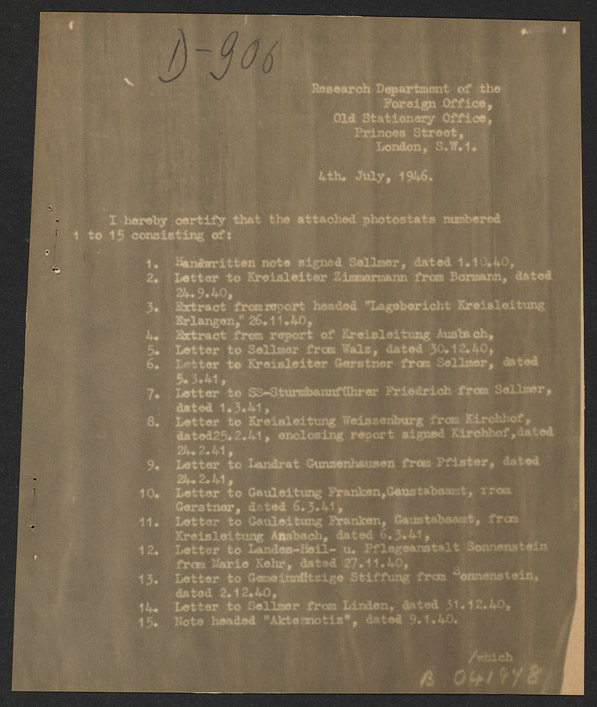 D-906
Research Department of the
Foreign Office,
Old Stationery Office,
Princes Street,
London, S.W.1.
4th. July, 1946.
I hereby certify that the attached photostats numbered
1 to 15 consisting of:
1. Handwritten note signed Sellmer, dated 1.10.40,
2. Letter to Kreisleiter Zimmermann from Bormann, dated
24.9.40,
3. Extract from report headed "Lagebericht Kreisleitung
Erlangen," 26.11.40,
4. Extract from report of Kreisleitung Ausbach,
5. Letter to Sellmer from Walz, dated 30.12.40,
6. Letter to Kreisleiter Gerstner from Sellmer, dated
5.3.41,
7. Letter to SS-Sturmbannführer Friedrich from Sellmer,
dated 1.3.41,
8. Letter to Kreisleitung Weissenburg from Kirchhof,
dated25.2.41, enclosing report signed Kirchhof,dated
24.2.41,
9. Letter to Landrat Gunzenhausen from Pfister, dated
24.2.41,
10. Letter to Gauleitung Franken,Gaustabsamt, from
Gerstner, dated 6.3.41,
11. Letter to Gauleitung Franken, Gaustabsamt, from
Kreisleitung Ansbach, dated 6.3.41,
12. Letter to Landes-Heil- u. Pflegeanstalt Sonnenstein
from Marie Kehr, dated 27.11.40,
13. Letter to Gemeinnützige Stiftung from Sonnenstein,
dated 2.12.40,
14. Letter to Sellmer from Linden, dated 31.12.40,
15. Note headed "Aktennotiz", dated 9.1.40.
/which
B. 041978